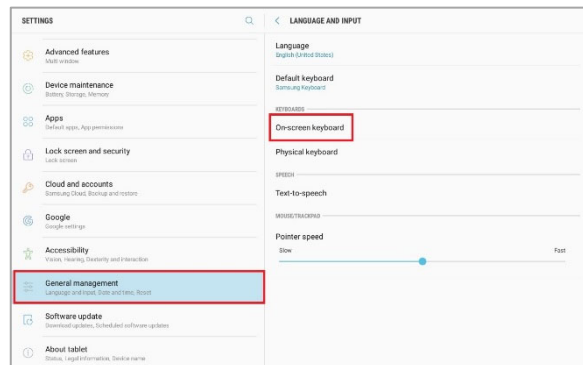 SETTINGS
Advanced features
Multi window
Device maintenance
Battery, Storage, Memory
Apps
Default apps, App permissions
Lock screen and security
Lock screen
Cloud and accounts
Samsung Cloud, Backup and restore
Google
Google settings
Accessibility
Vision, Hearing, Dexterity and interaction
General management
Language and input, Date and time, Reset
Software update
Download updates, Scheduled software updates
About tablet
Status, Legal information, Device name
LANGUAGE AND INPUT
Language
English (United States)
Default keyboard
Samsung Keyboard
KEYBOARDS
On-screen keyboard
Physical keyboard
SPEECH
Text-to-speech
MOUSE/TRACKPAD
Pointer speed
Slow Fast